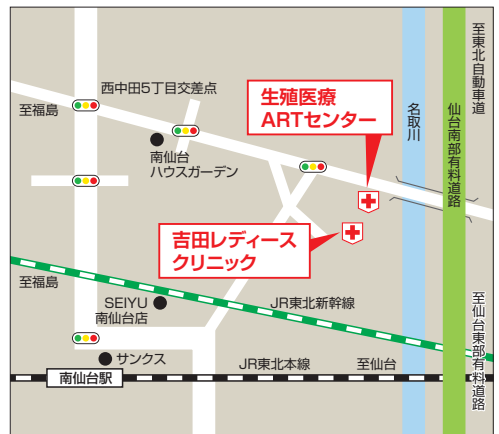 西中田5丁目交差点
至福島
南仙台
ハウスガーデン
生殖医療
ARTセンター
名取川
仙台南部有料道路
至東北自動車道
吉田レディース
クリニック
至福島
SEIYU
南仙台店
JR東北新幹線
サンクス
南仙台駅
JR東北本線
至仙台
至仙台東部有料道路